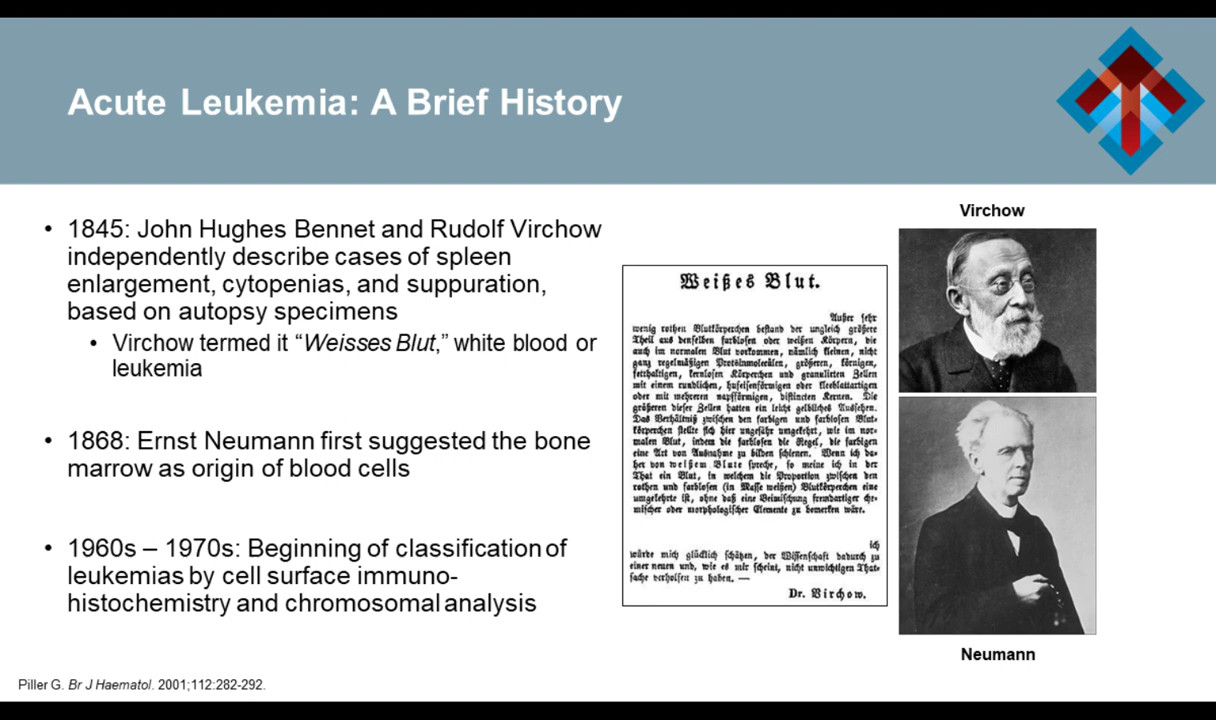 Acute Leukemia: A Brief History
• 1845: John Hughes Bennet and Rudolf Virchow
independently describe cases of spleen
enlargement, cytopenias, and suppuration,
based on autopsy specimens
• Virchow termed it “Weisses Blut,” white blood or
leukemia
• 1868: Ernst Neumann first suggested the bone
marrow as origin of blood cells
• 1960s – 1970s: Beginning of classification of
leukemias by cell surface immuno-
histochemistry and chromosomal analysis
Weißes Blut.
Außer sehr
wenig rothen Blutkörperchen bestand der ungleich größere
Theil aus denselben farblosen oder weißen Körpern, die
auch im normalen Blut vorkommen, nämlich kleinen, nicht
ganz regelmäßigen Proteinmolecülen, größeren, körnigen,
fetthaltigen, kernlosen Körperchen und granulirten Zellen
mit einem rundlichen, hufeisenförmigen oder kleeblattartigen
oder mit mehreren napfförmigen, distincten Kernen. Die
größeren dieser Zellen hatten ein leicht gelbliches Aussehen.
Das Verhältniß zwischen den farbigen und farblosen Blut-
körperchen stellte sich hier ungefähr umgekehrt, wie im nor-
malen Blut, indem die farblosen die Regel, die farbigen
eine Art von Ausnahme zu bilden schienen. Wenn ich da-
her von weißem Blute spreche, so meine ich in der
That ein Blut, in welchem die Proportion zwischen den
rothen und farblosen (in Masse weißen) Blutkörperchen eine
umgekehrte ist, ohne daß eine Beimischung fremdartiger che-
mischer oder morphologischer Elemente zu bemerken wäre.
ich
würde mich glücklich schätzen, der Wissenschaft dadurch zu
einer neuen und, wie es mir scheint, nicht unwichtigen That-
sache verholfen zu haben. —
Dr. Virchow.
Virchow
Neumann
Piller G. Br J Haematol. 2001;112:282-292.